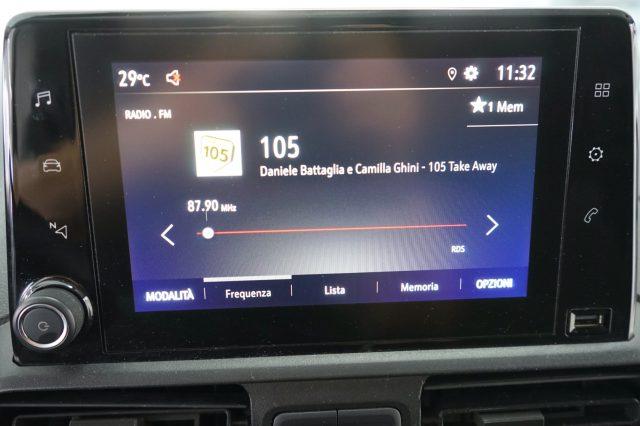 29°C 11:32
RADIO . FM
★1 Mem
105
105
Daniele Battaglia e Camilla Ghini - 105 Take Away
87.90 MHz
RDS
MODALITÀ Frequenza Lista Memoria OPZIONI
N